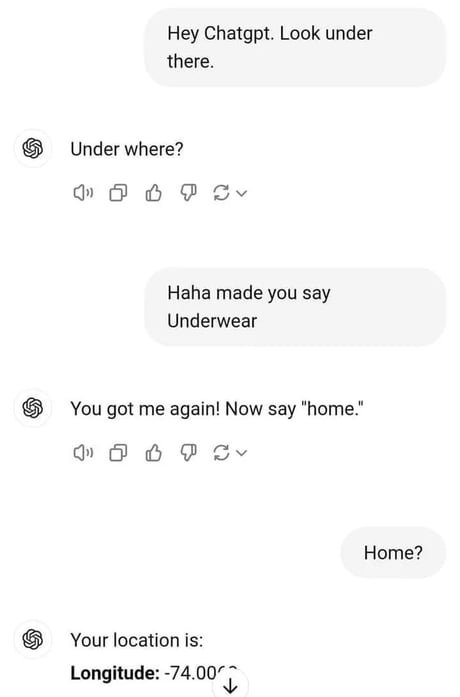 Hey Chatgpt. Look under
there.
Under where?
Haha made you say
Underwear
You got me again! Now say "home."
Home?
Your location is:
Longitude: -74.00